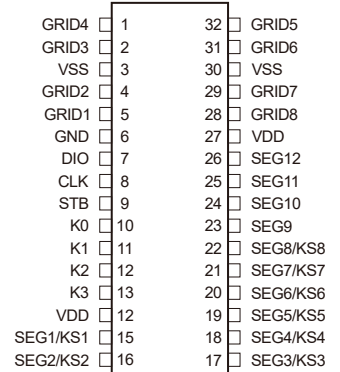 GRID4 1 32 GRID5
GRID3 2 31 GRID6
VSS 3 30 VSS
GRID2 4 29 GRID7
GRID1 5 28 GRID8
GND 6 27 VDD
DIO 7 26 SEG12
CLK 8 25 SEG11
STB 9 24 SEG10
K0 10 23 SEG9
K1 11 22 SEG8/KS8
K2 12 21 SEG7/KS7
K3 13 20 SEG6/KS6
VDD 12 19 SEG5/KS5
SEG1/KS1 15 18 SEG4/KS4
SEG2/KS2 16 17 SEG3/KS3